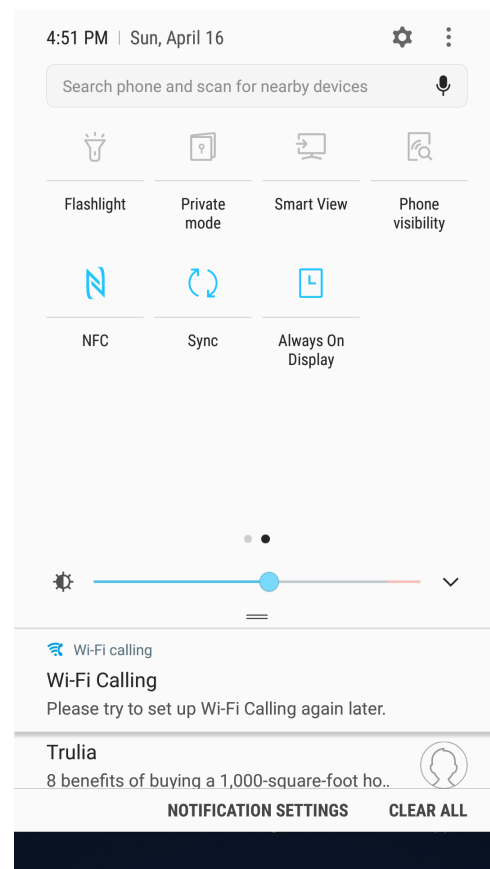 4:51 PM | Sun, April 16
Search phone and scan for nearby devices
Flashlight
Private
mode
Smart View
Phone
visibility
NFC
Sync
Always On
Display
Wi-Fi calling
Wi-Fi Calling
Please try to set up Wi-Fi Calling again later.
Trulia
8 benefits of buying a 1,000-square-foot ho..
NOTIFICATION SETTINGS CLEAR ALL